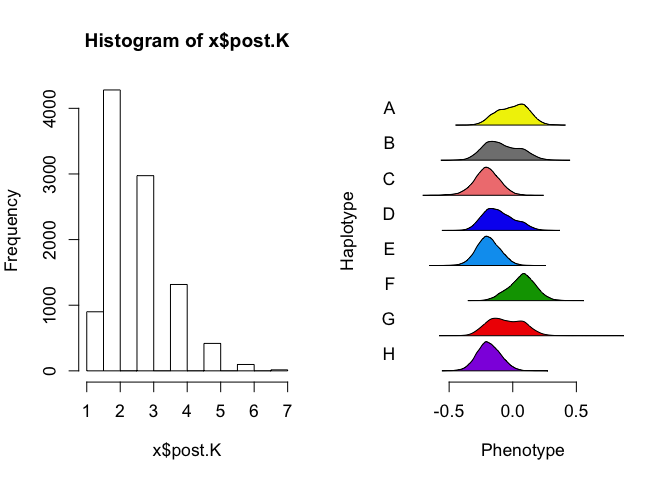 Histogram of x$post.K
Frequency
0
1000
2000
3000
4000
1 2 3 4 5 6 7
x$post.K
Haplotype
A
B
C
D
E
F
G
H
-0.5 0.0 0.5
Phenotype